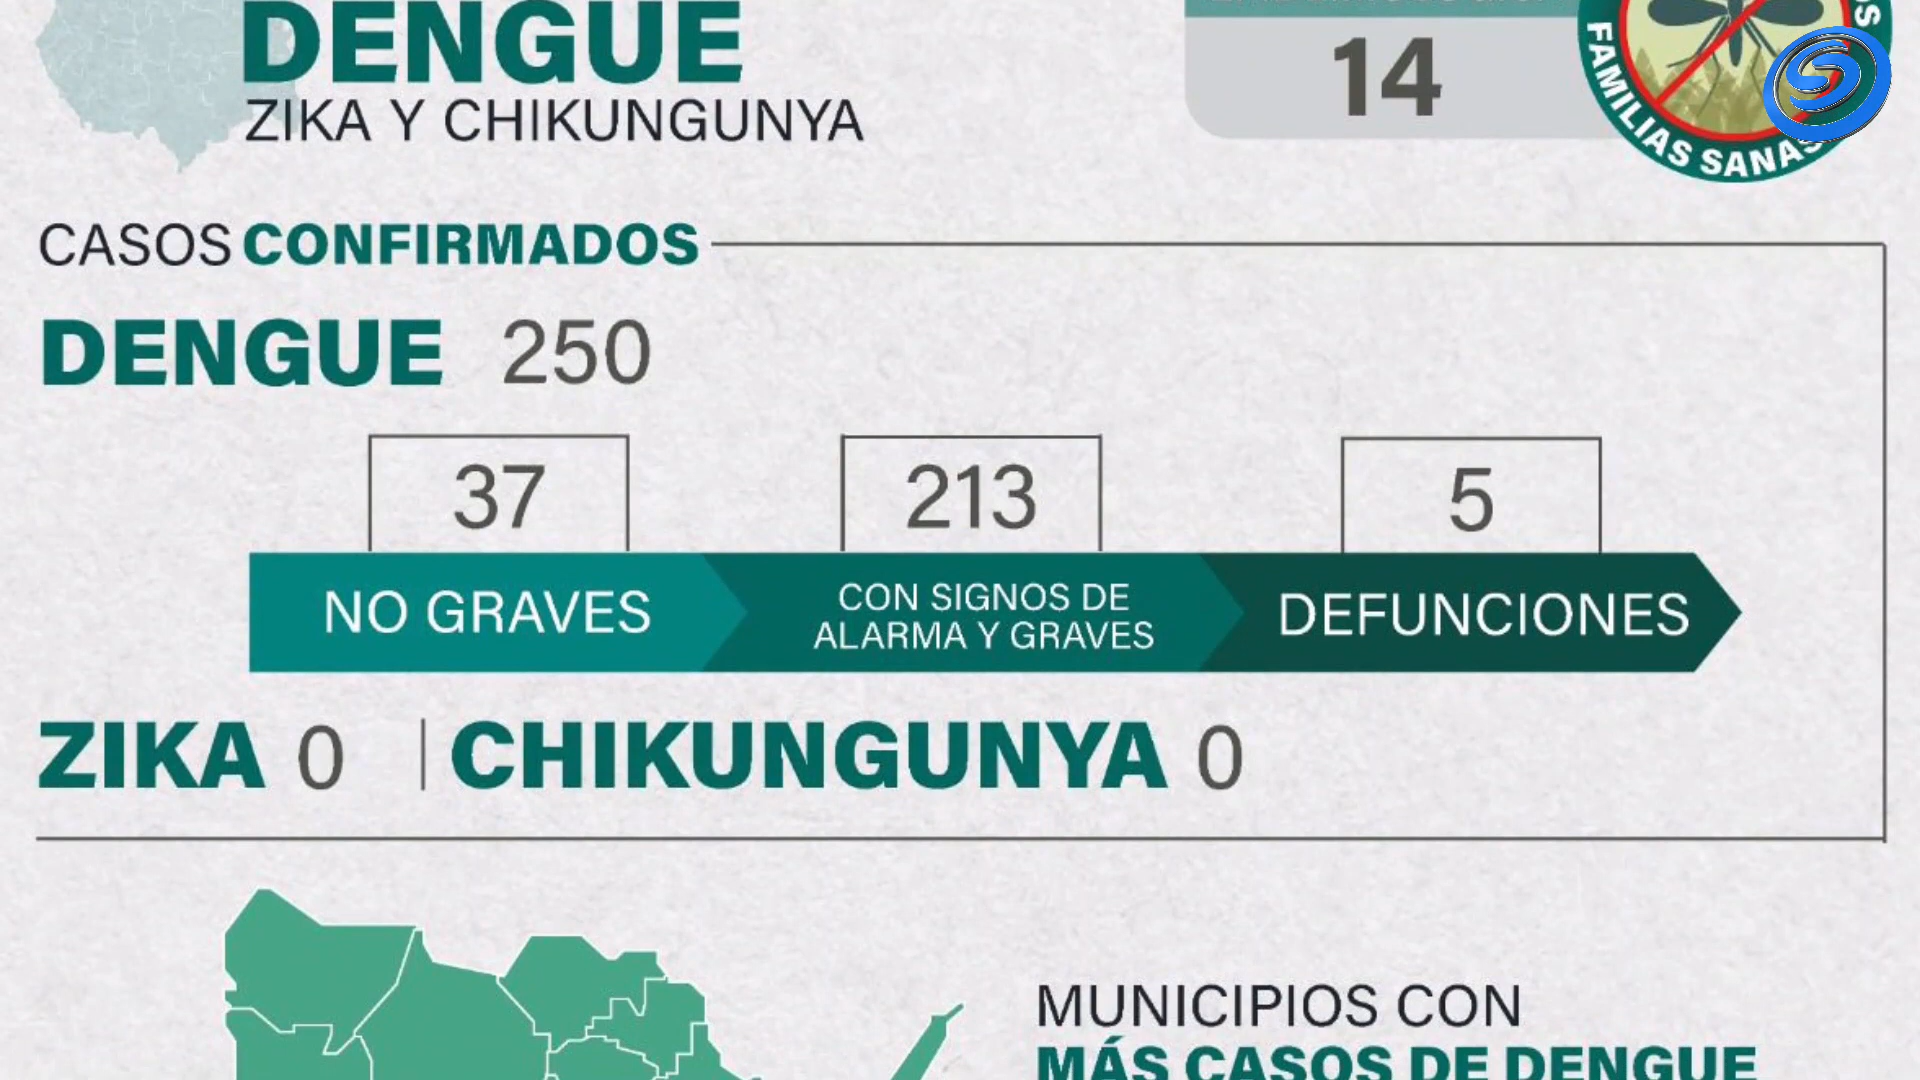 DENGUE
ZIKA Y CHIKUNGUNYA
14
FAMILIAS SANAS
CASOS CONFIRMADOS
DENGUE 250
37
213
5
NO GRAVES
CON SIGNOS DE
ALARMA Y GRAVES
DEFUNCIONES
ZIKA 0 | CHIKUNGUNYA 0
MUNICIPIOS CON
MÁS CASOS DE DENGUE